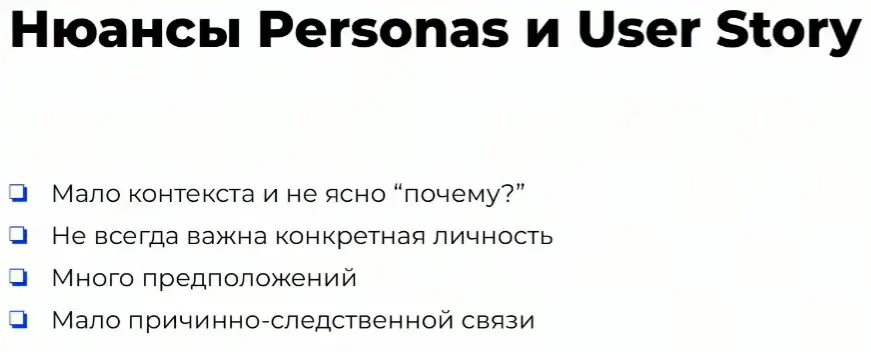 Нюансы Personas и User Story
Мало контекста и не ясно “почему?”
Не всегда важна конкретная личность
Много предположений
Мало причинно-следственной связи